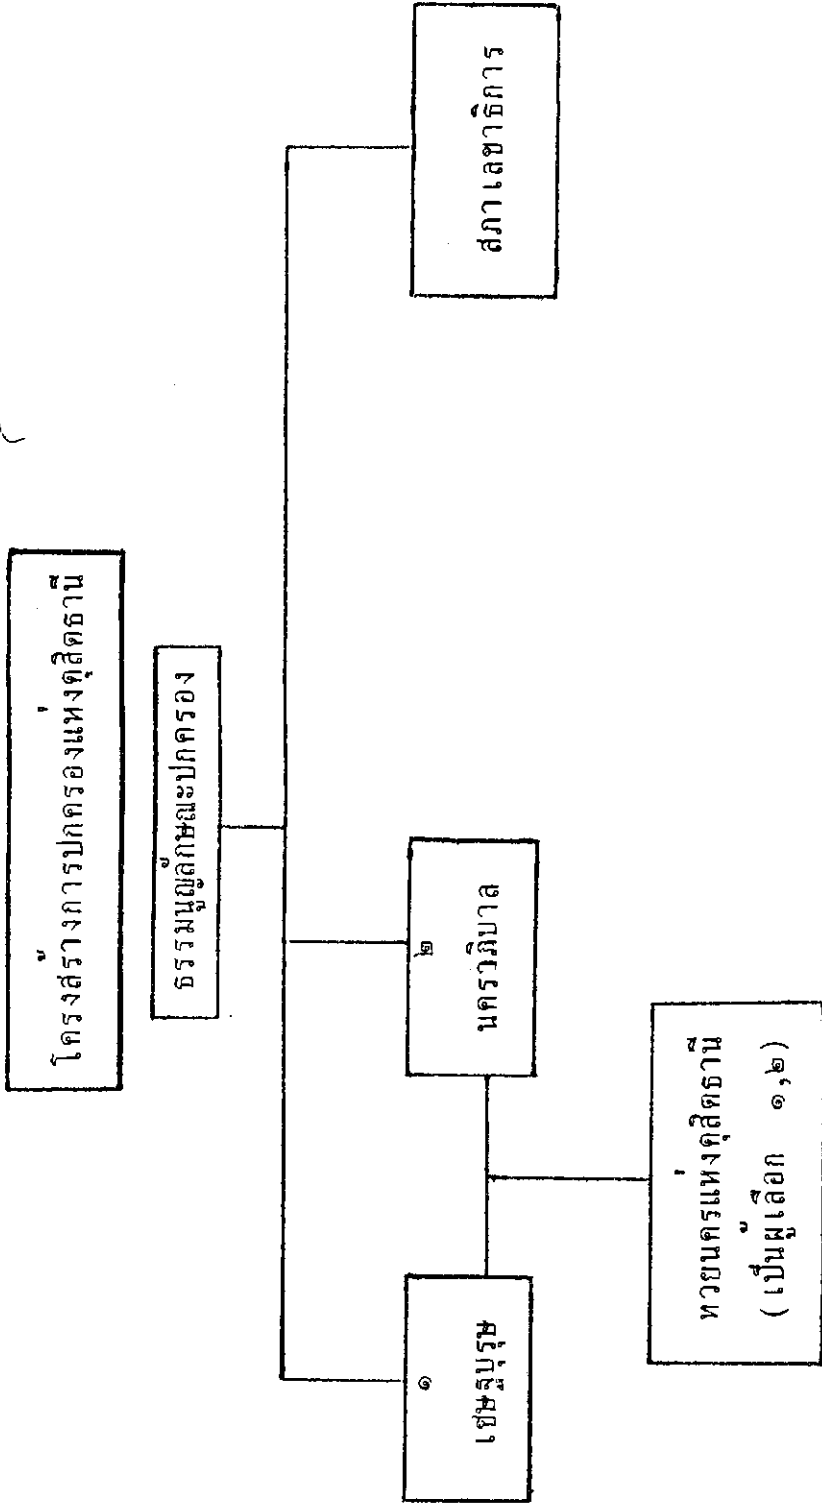 โครงสร้างการปกครองแห่งดุสิตธานี
ธรรมนูญลักษณะปกครอง
๑
เชษฐบุรุษ
๒
นคราภิบาล
สภาเลขาธิการ
ทวยนครแห่งดุสิตธานี
(เป็นผู้เลือก ๑,๒)